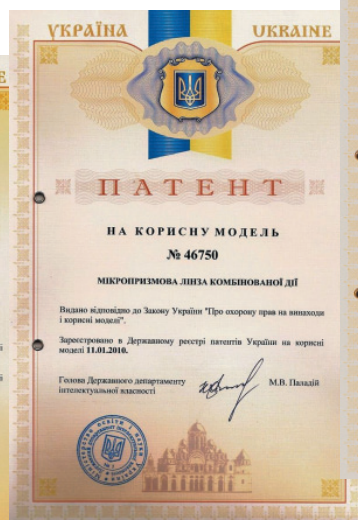 УКРАЇНА
UKRAINE
ПАТЕНТ
НА КОРИСНУ МОДЕЛЬ
№ 46750
МІКРОПРИЗМОВА ЛІНЗА КОМБІНОВАНОЇ ДІЇ
Видано відповідно до Закону України "Про охорону прав на винаходи
і корисні моделі".
Зареєстровано в Державному реєстрі патентів України на корисні
моделі 11.01.2010.
Голова Державного департаменту
інтелектуальної власності
М.В. Паладій